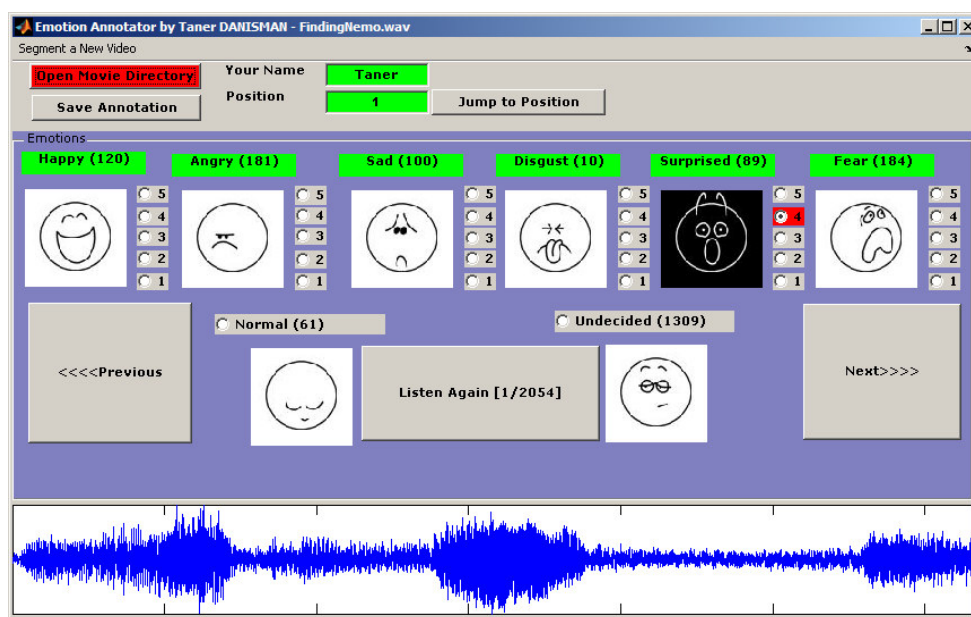 Emotion Annotator by Taner DANISMAN - FindingNemo.wav
Segment a New Video
Open Movie Directory
Your Name
Taner
Save Annotation
Position
1
Jump to Position
Emotions
Happy (120)
Angry (181)
Sad (100)
Disgust (10)
Surprised (89)
Fear (184)
5 5 5 5 5 5
4 4 4 4 4 4
3 3 3 3 3 3
2 2 2 2 2 2
1 1 1 1 1 1
Normal (61)
Undecided (1309)
<<<<Previous
Listen Again [1/2054]
Next>>>>